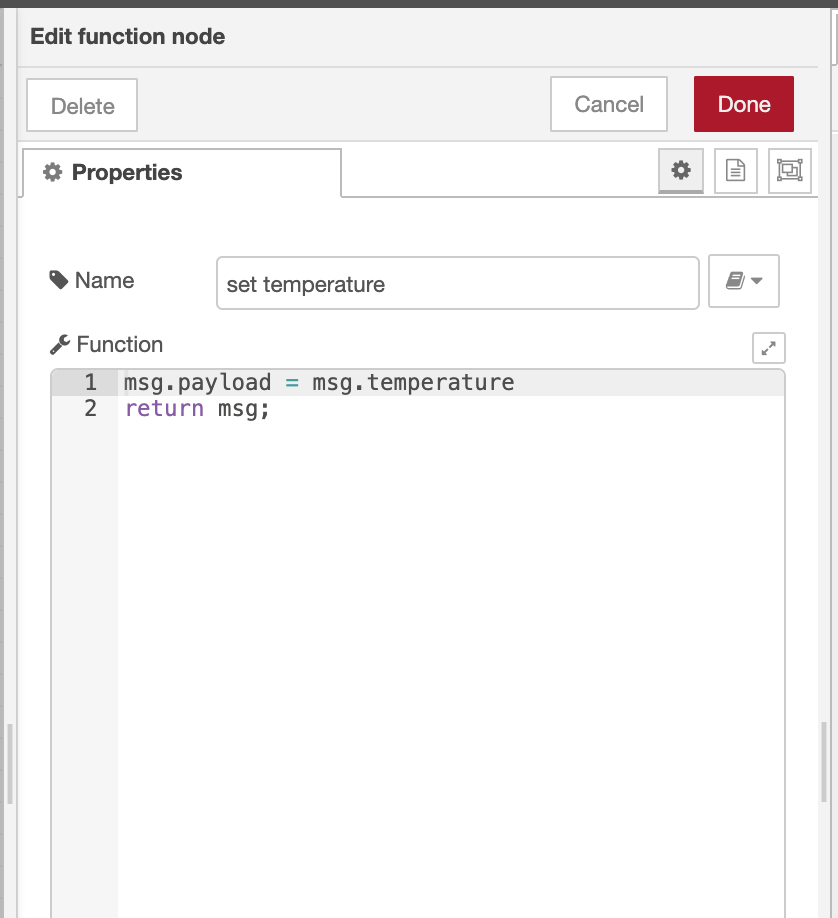 Edit function node
Delete
Cancel
Done
Properties
Name
set temperature
Function
1 msg.payload = msg.temperature
2 return msg;